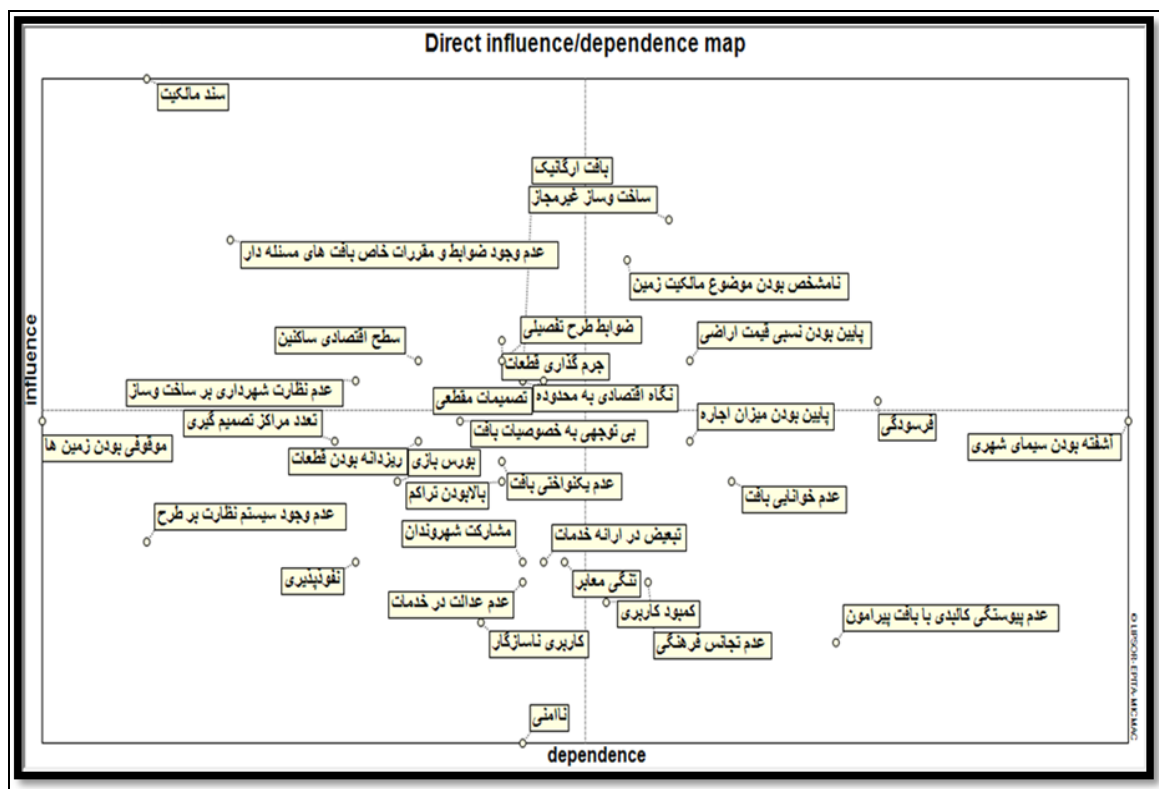 Direct influence/dependence map
سند مالکیت
بافت ارگانیک
ساخت وساز غیرمجاز
عدم وجود ضوابط و مقررات خاص بافت های مسئله دار
نامشخص بودن موضوع مالکیت زمین
ضوابط طرح تفصیلی
پایین بودن نسبی قیمت اراضی
سطح اقتصادی ساکنین
جرم گذاری قطعات
عدم نظارت شهرداری بر ساخت وساز
تصمیمات مقطعی
نگاه اقتصادی به محدوده
influence
تعدد مراکز تصمیم گیری
پایین بودن میزان اجاره
فرسودگی
بی توجهی به خصوصیات بافت
موقوفی بودن زمین ها
آشفته بودن سیمای شهری
ریزدانه بودن قطعات
بورس بازی
عدم یکنواختی بافت
بالابودن تراکم
عدم خوانایی بافت
عدم وجود سیستم نظارت بر طرح
مشارکت شهروندان
تبعیض در ارائه خدمات
نفوذپذیری
تنگی معابر
عدم عدالت در خدمات
کمبود کاربری
عدم پیوستگی کالبدی با بافت پیرامون
کاربری ناسازگار
عدم تجانس فرهنگی
ناامنی
dependence
© LIPSOR-EPITA-MICMAC